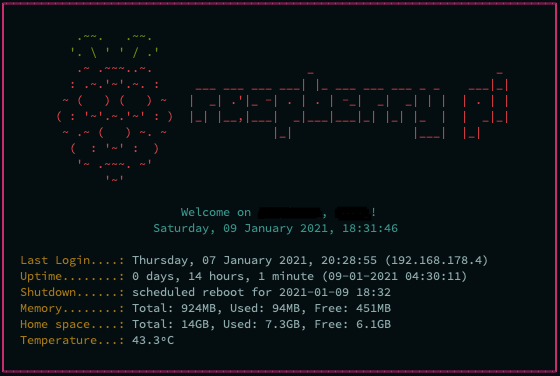 raspberry pi
Welcome on , !
Saturday, 09 January 2021, 18:31:46
Last Login....: Thursday, 07 January 2021, 20:28:55 (192.168.178.4)
Uptime........: 0 days, 14 hours, 1 minute (09-01-2021 04:30:11)
Shutdown......: scheduled reboot for 2021-01-09 18:32
Memory........: Total: 924MB, Used: 94MB, Free: 451MB
Home space....: Total: 14GB, Used: 7.3GB, Free: 6.1GB
Temperature...: 43.3ºC